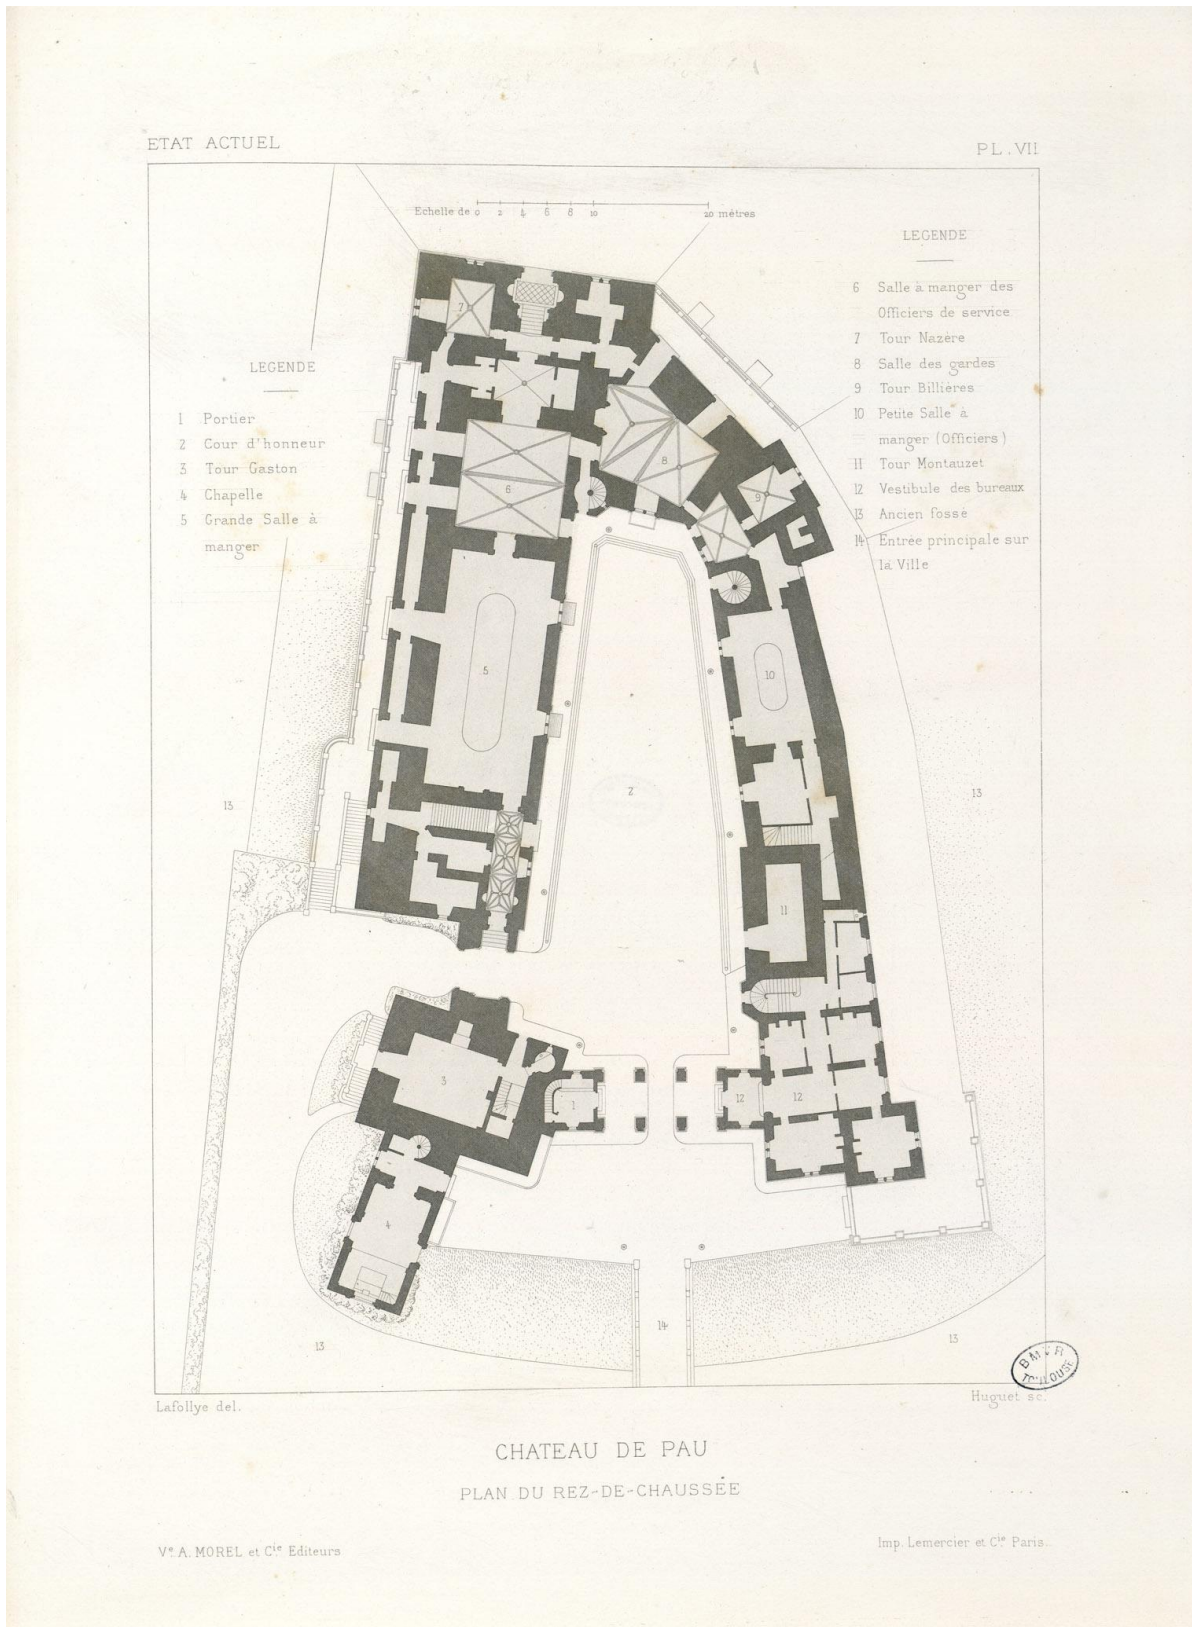 ETAT ACTUEL
PL. VII
Echelle de 0 2 4 6 8 10 20 mètres
LEGENDE
1 Portier
2 Cour d'honneur
3 Tour Gaston
4 Chapelle
5 Grande Salle à
manger
LEGENDE
6 Salle à manger des
Officiers de service
7 Tour Nazère
8 Salle des gardes
9 Tour Billières
10 Petite Salle à
manger (Officiers)
11 Tour Montauzet
12 Vestibule des bureaux
13 Ancien fosse
14 Entrée principale sur
la Ville
7
8
6
9
5
10
2
13
13
11
3
1
12
12
4
14
13
13
BMVR
TOULOUSE
Lafollye del.
Huguet sc.
CHATEAU DE PAU
PLAN DU REZ-DE-CHAUSSÉE
Ve A. MOREL et Cie Editeurs
Imp. Lemercier et Cie Paris.